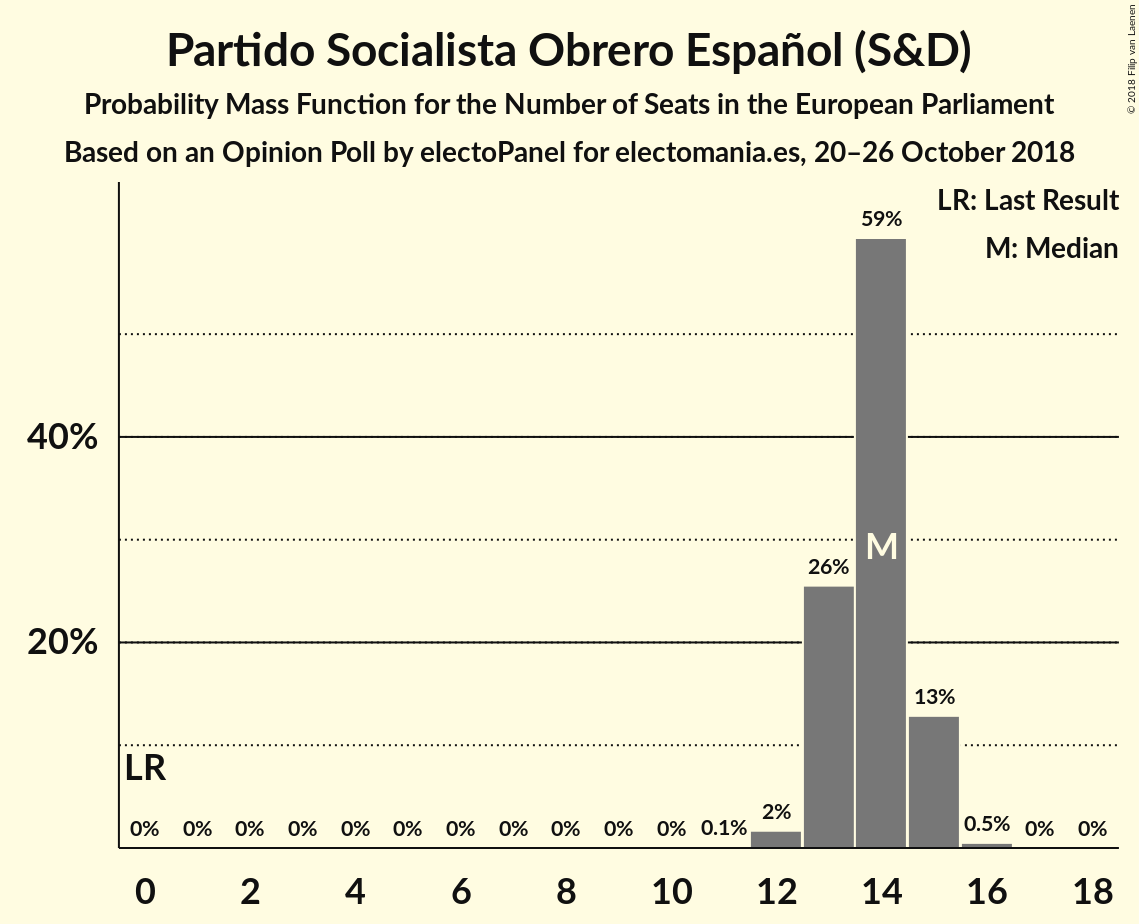 Partido Socialista Obrero Español (S&D)
Probability Mass Function for the Number of Seats in the European Parliament
Based on an Opinion Poll by electoPanel for electomania.es, 20–26 October 2018
© 2018 Filip van Laenen
LR: Last Result
M: Median
59%
40%
M
26%
20%
13%
LR
0% 0% 0% 0% 0% 0% 0% 0% 0% 0% 0% 0.1% 2% 0.5% 0% 0%
0 2 4 6 8 10 12 14 16 18